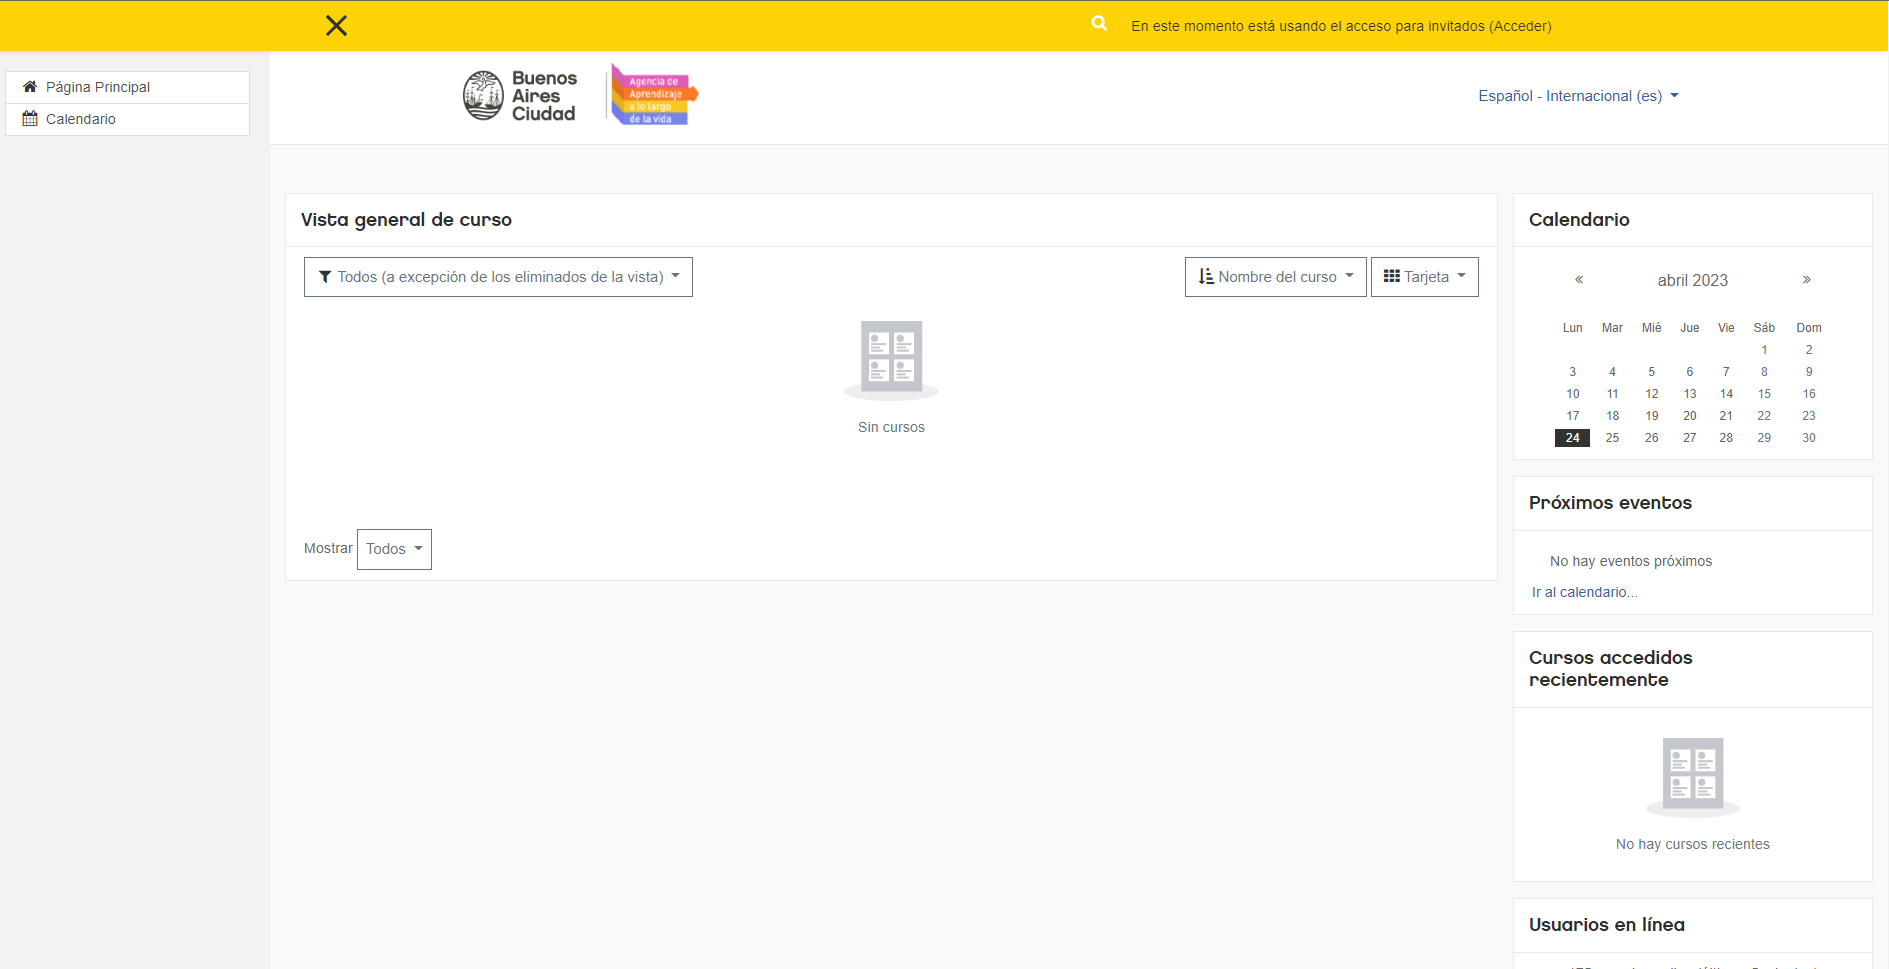 En este momento está usando el acceso para invitados (Acceder)
Página Principal
Calendario
Buenos
Aires
Ciudad
Agencia de
Aprendizaje
a lo largo
de la vida
Español - Internacional (es)
Vista general de curso
Todos (a excepción de los eliminados de la vista)
Nombre del curso
Tarjeta
Sin cursos
Mostrar Todos
Calendario
« abril 2023 »
Lun Mar Mié Jue Vie Sáb Dom
1 2
3 4 5 6 7 8 9
10 11 12 13 14 15 16
17 18 19 20 21 22 23
24 25 26 27 28 29 30
Próximos eventos
No hay eventos próximos
Ir al calendario...
Cursos accedidos
recientemente
No hay cursos recientes
Usuarios en línea